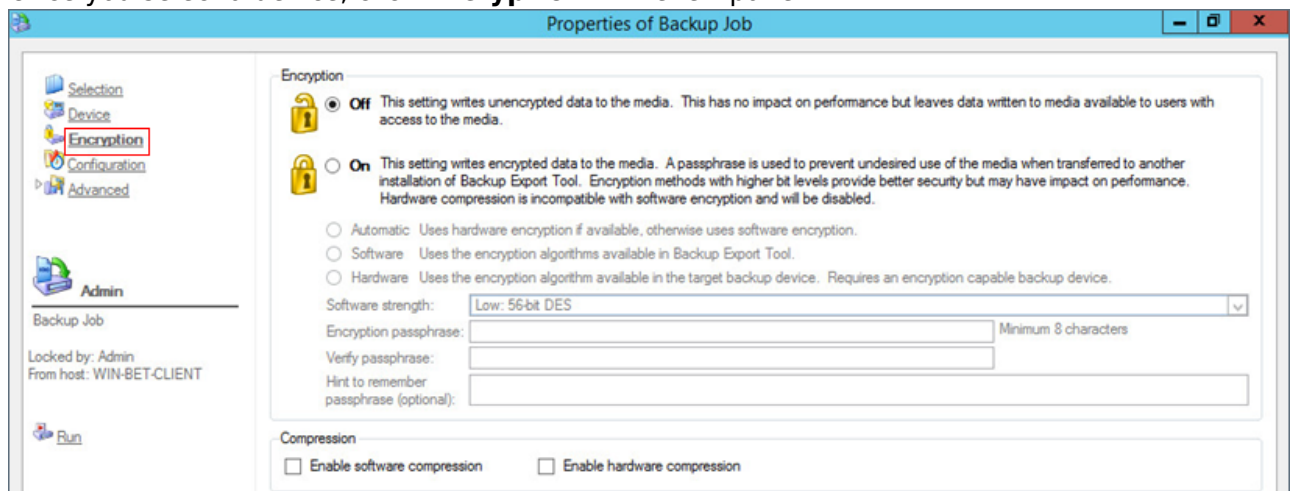 Properties of Backup Job
Selection
Device
Encryption
Configuration
Advanced
Admin
Backup Job
Locked by: Admin
From host: WIN-BET-CLIENT
Run
Encryption
Off This setting writes unencrypted data to the media. This has no impact on performance but leaves data written to media available to users with
access to the media.
On This setting writes encrypted data to the media. A passphrase is used to prevent undesired use of the media when transferred to another
installation of Backup Export Tool. Encryption methods with higher bit levels provide better security but may have impact on performance.
Hardware compression is incompatible with software encryption and will be disabled.
Automatic Uses hardware encryption if available, otherwise uses software encryption.
Software Uses the encryption algorithms available in Backup Export Tool.
Hardware Uses the encryption algorithm available in the target backup device. Requires an encryption capable backup device.
Software strength: Low: 56-bit DES
Encryption passphrase: Minimum 8 characters
Verify passphrase:
Hint to remember
passphrase (optional):
Compression
Enable software compression Enable hardware compression